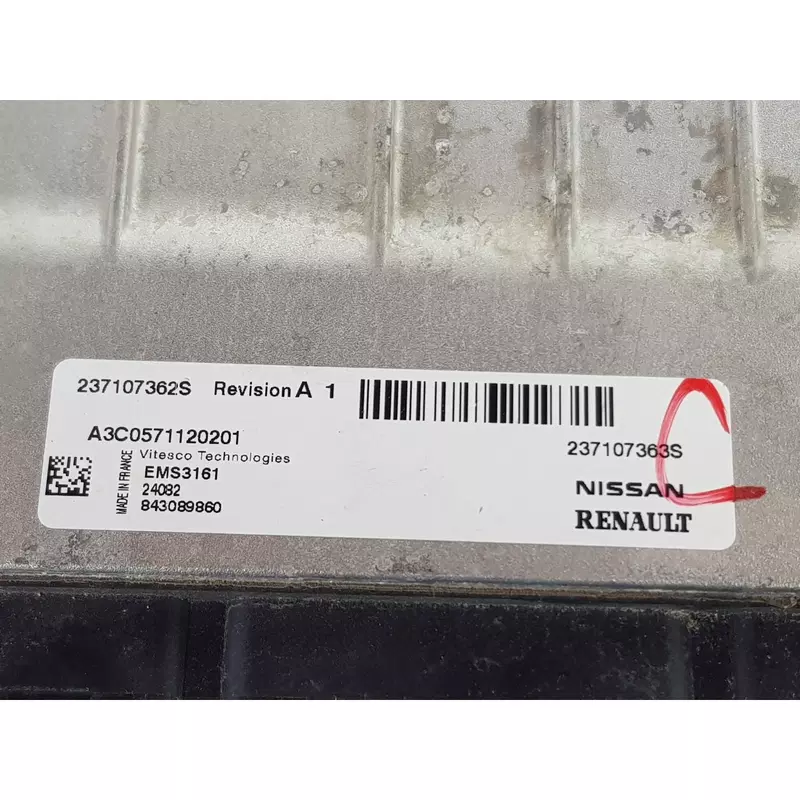 237107362S Revision A 1
A3C0571120201
237107363S
Vitesco Technologies
MADE IN FRANCE
EMS3161
24082
843089860
NISSAN
RENAULT